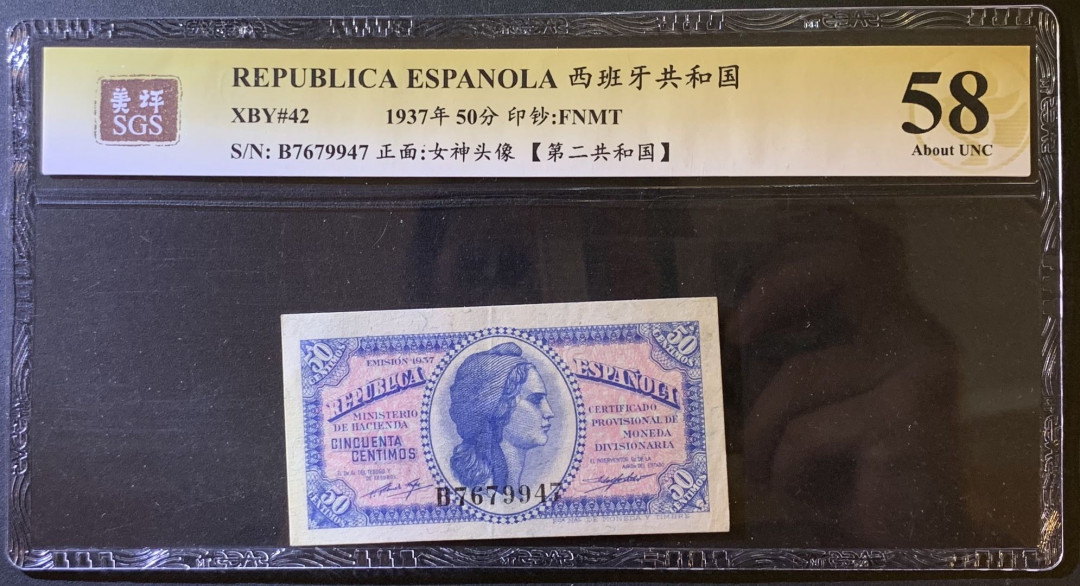 REPUBLICA ESPANOLA 西班牙共和国
美评
SGS
XBY#42 1937年 50分 印钞:FNMT
S/N: B7679947 正面:女神头像 【第二共和国】
58
About UNC
50
50
EMISIÓN 1937
REPUBLICA
ESPAÑOLA
MINISTERIO
DE HACIENDA
CINCUENTA
CENTIMOS
CERTIFICADO
PROVISIONAL DE
MONEDA
DIVISIONARIA
B7679947
50
50